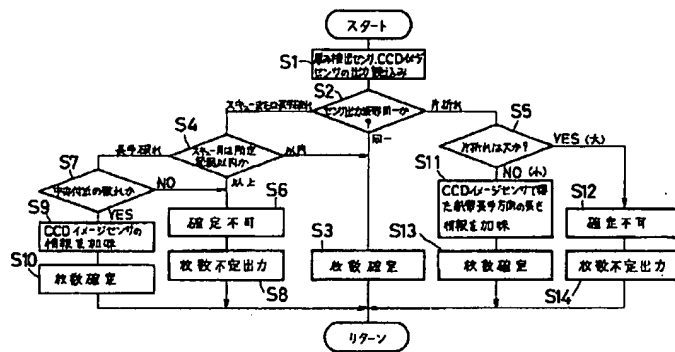 スタート
S1
厚み検出センサ、CCDイメージ
センサの出力読込み
S2
センサ出力波形同一か
?
スキューまたは長手破れ
片折れ
同一
S4
スキュー量は所定
範囲以内か
長手破れ
以内
以上
S5
片折れは大か?
YES (大)
NO (小)
S7
中央付近の破れか
NO
YES
S6
確定不可
S11
CCDイメージセンサで得
た紙幣長手方向の長さ
情報を加味
S12
確定不可
S9
CCDイメージセンサの
情報を加味
S10
枚数確定
枚数不定出力
S8
S3
枚数確定
S13
枚数確定
枚数不定出力
S14
リターン